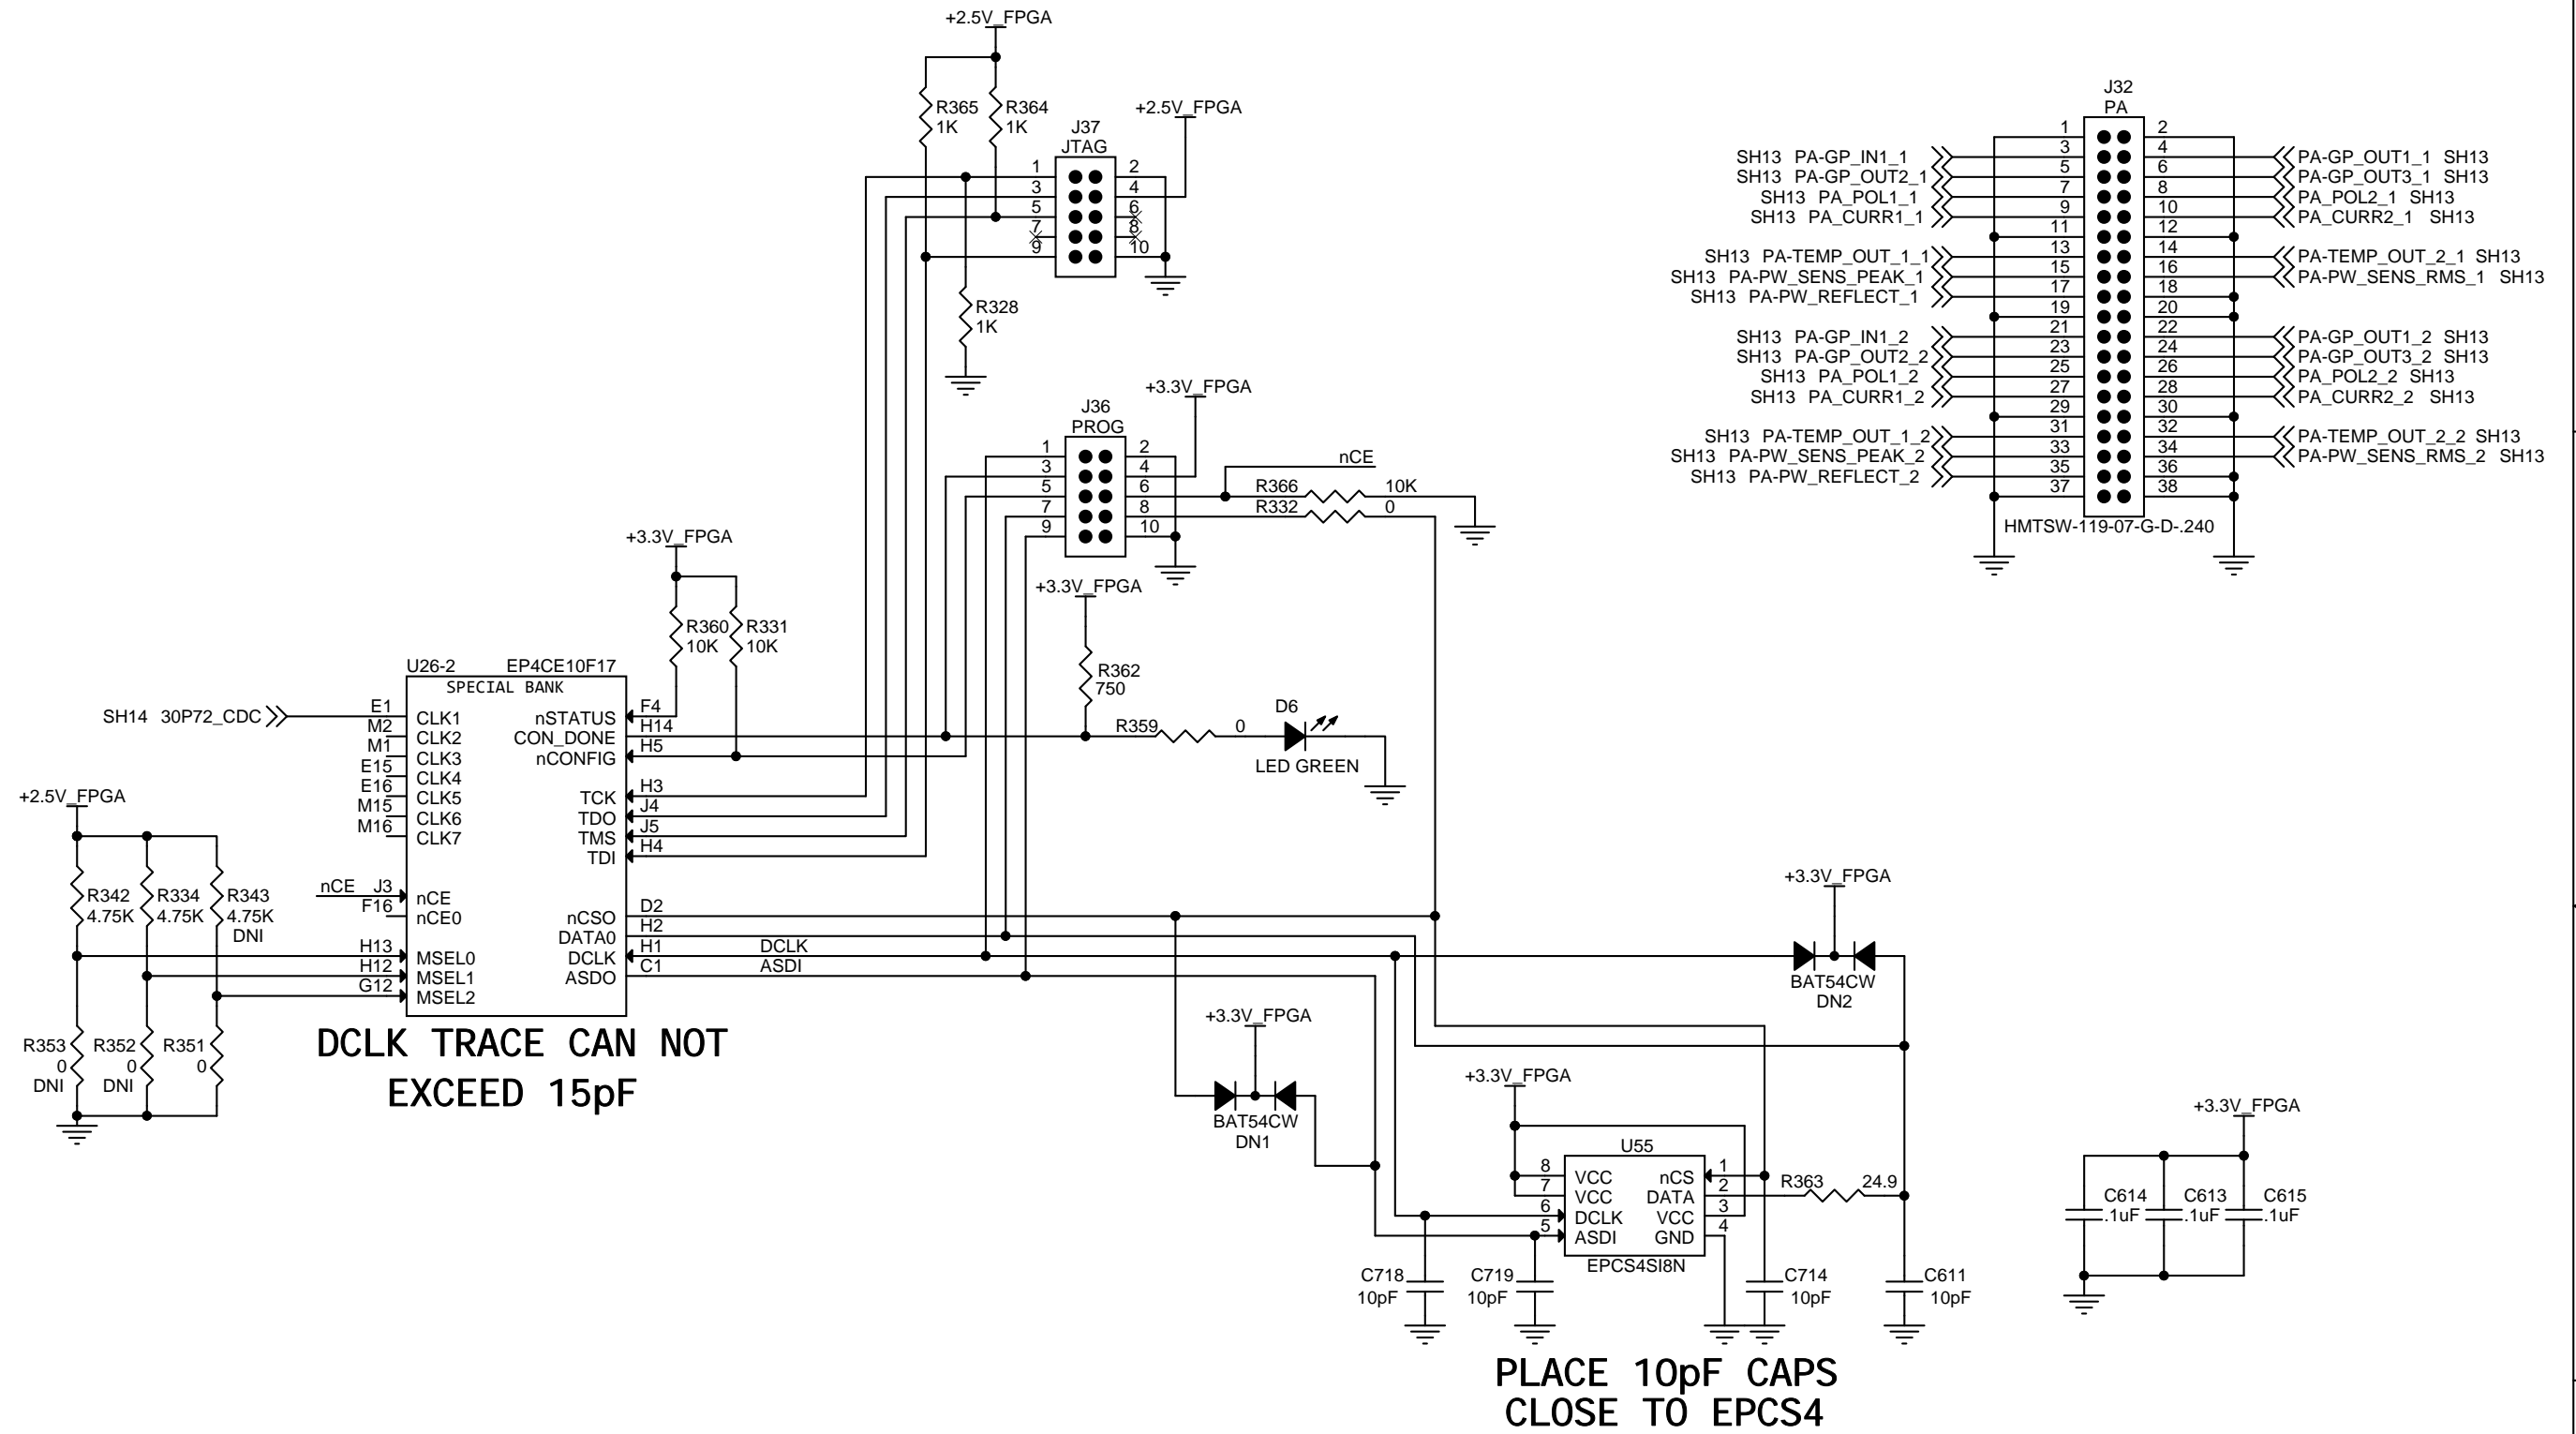 +2.5V_FPGA
R365
1K
R364
1K
+2.5V_FPGA
J37
JTAG
1 2
3 4
5 6
7 8
9 10
R328
1K
+3.3V_FPGA
J36
PROG
1 2
3 4
5 6
7 8
9 10
nCE
R366 10K
R332 0
+3.3V_FPGA
R360
10K
R331
10K
+3.3V_FPGA
R362
750
R359 0
D6
LED GREEN
U26-2 EP4CE10F17
SPECIAL BANK
SH14 30P72_CDC
E1 CLK1
M2 CLK2
M1 CLK3
E15 CLK4
E16 CLK5
M15 CLK6
M16 CLK7
nCE J3 nCE
F16 nCE0
H13 MSEL0
H12 MSEL1
G12 MSEL2
nSTATUS F4
CON_DONE H14
nCONFIG H5
TCK H3
TDO J4
TMS J5
TDI H4
nCSO D2
DATA0 H2
DCLK H1 DCLK
ASDO C1 ASDI
+2.5V_FPGA
R342
4.75K
R334
4.75K
R343
4.75K
DNI
R353
0
DNI
R352
0
DNI
R351
0
DCLK TRACE CAN NOT
EXCEED 15pF
+3.3V_FPGA
BAT54CW
DN1
+3.3V_FPGA
BAT54CW
DN2
+3.3V_FPGA
U55
8 VCC nCS 1
7 VCC DATA 2
6 DCLK VCC 3
5 ASDI GND 4
EPCS4SI8N
R363 24.9
C718
10pF
C719
10pF
C714
10pF
C611
10pF
PLACE 10pF CAPS
CLOSE TO EPCS4
+3.3V_FPGA
C614
.1uF
C613
.1uF
C615
.1uF
J32
PA
1 2
SH13 PA-GP_IN1_1 3 4 PA-GP_OUT1_1 SH13
SH13 PA-GP_OUT2_1 5 6 PA-GP_OUT3_1 SH13
SH13 PA_POL1_1 7 8 PA_POL2_1 SH13
SH13 PA_CURR1_1 9 10 PA_CURR2_1 SH13
11 12
SH13 PA-TEMP_OUT_1_1 13 14 PA-TEMP_OUT_2_1 SH13
SH13 PA-PW_SENS_PEAK_1 15 16 PA-PW_SENS_RMS_1 SH13
SH13 PA-PW_REFLECT_1 17 18
19 20
SH13 PA-GP_IN1_2 21 22 PA-GP_OUT1_2 SH13
SH13 PA-GP_OUT2_2 23 24 PA-GP_OUT3_2 SH13
SH13 PA_POL1_2 25 26 PA_POL2_2 SH13
SH13 PA_CURR1_2 27 28 PA_CURR2_2 SH13
29 30
SH13 PA-TEMP_OUT_1_2 31 32 PA-TEMP_OUT_2_2 SH13
SH13 PA-PW_SENS_PEAK_2 33 34 PA-PW_SENS_RMS_2 SH13
SH13 PA-PW_REFLECT_2 35 36
37 38
HMTSW-119-07-G-D-.240